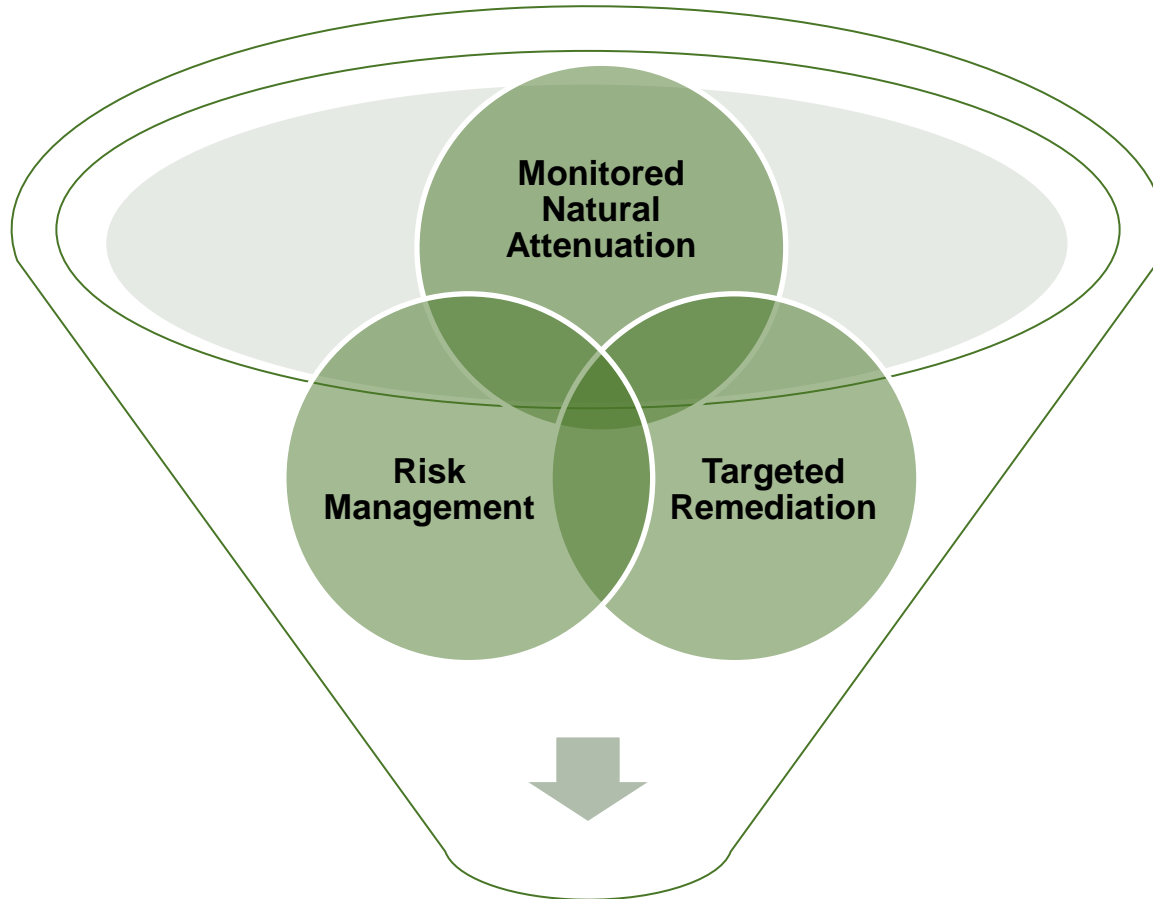 Monitored
Natural
Attenuation
Risk
Management
Targeted
Remediation